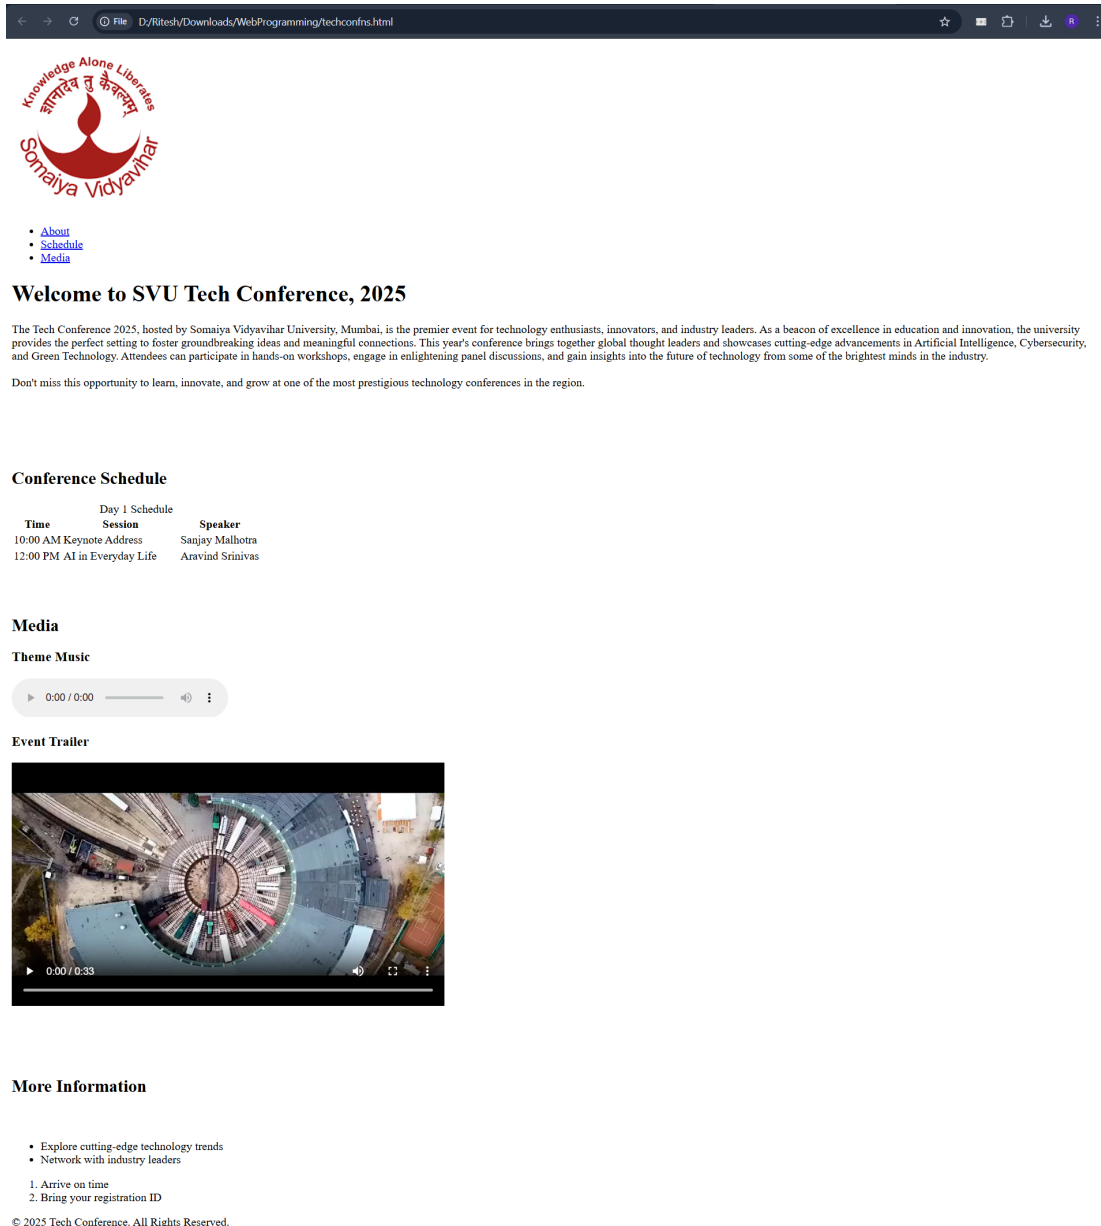 File D:/Ritesh/Downloads/WebProgramming/techconfns.html
R
Knowledge Alone Liberates
ज्ञानादेव तु कैवल्यम्
Somaiya Vidyavihar
About
Schedule
Media
Welcome to SVU Tech Conference, 2025
The Tech Conference 2025, hosted by Somaiya Vidyavihar University, Mumbai, is the premier event for technology enthusiasts, innovators, and industry leaders. As a beacon of excellence in education and innovation, the university
provides the perfect setting to foster groundbreaking ideas and meaningful connections. This year's conference brings together global thought leaders and showcases cutting-edge advancements in Artificial Intelligence, Cybersecurity,
and Green Technology. Attendees can participate in hands-on workshops, engage in enlightening panel discussions, and gain insights into the future of technology from some of the brightest minds in the industry.
Don't miss this opportunity to learn, innovate, and grow at one of the most prestigious technology conferences in the region.
Conference Schedule
Day 1 Schedule
Time Session Speaker
10:00 AM Keynote Address Sanjay Malhotra
12:00 PM AI in Everyday Life Aravind Srinivas
Media
Theme Music
0:00 / 0:00
Event Trailer
0:00 / 0:33
More Information
Explore cutting-edge technology trends
Network with industry leaders
1. Arrive on time
2. Bring your registration ID
© 2025 Tech Conference. All Rights Reserved.